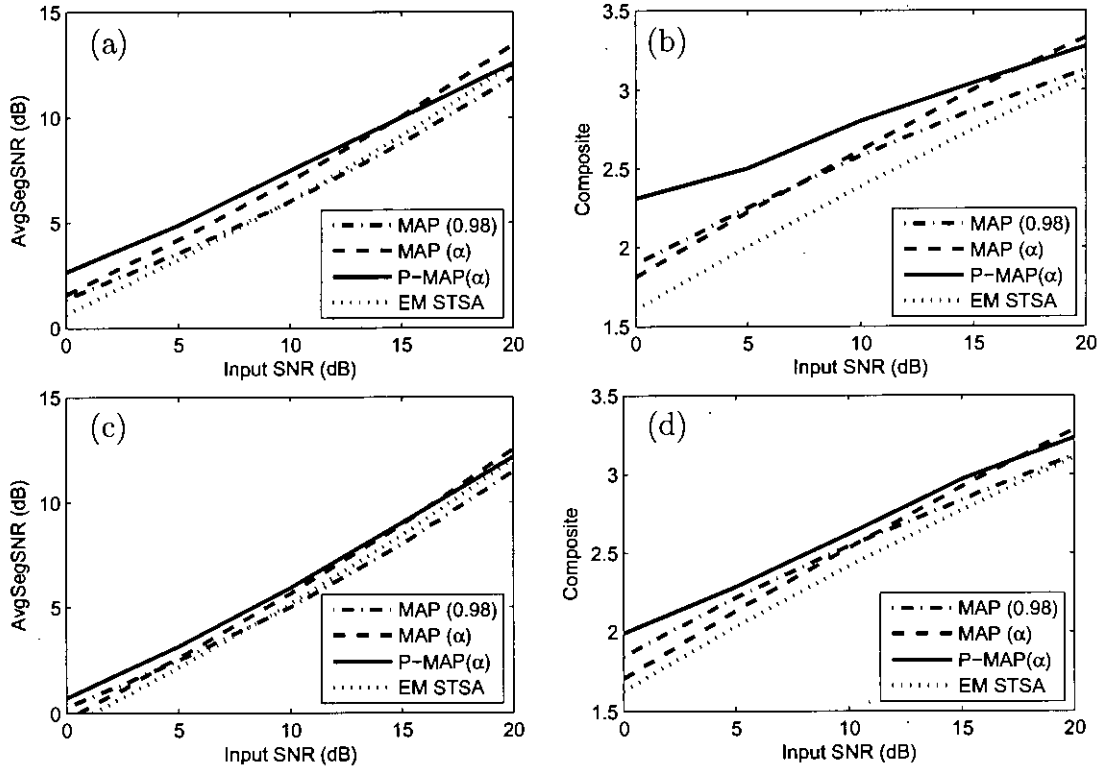 (a)
15
10
5
0
AvgSegSNR (dB)
MAP (0.98)
MAP (α)
P-MAP(α)
EM STSA
0 5 10 15 20
Input SNR (dB)
(b)
3.5
3
2.5
2
1.5
Composite
MAP (0.98)
MAP (α)
P-MAP(α)
EM STSA
0 5 10 15 20
Input SNR (dB)
(c)
15
10
5
0
AvgSegSNR (dB)
MAP (0.98)
MAP (α)
P-MAP(α)
EM STSA
0 5 10 15 20
Input SNR (dB)
(d)
3.5
3
2.5
2
1.5
Composite
MAP (0.98)
MAP (α)
P-MAP(α)
EM STSA
0 5 10 15 20
Input SNR (dB)